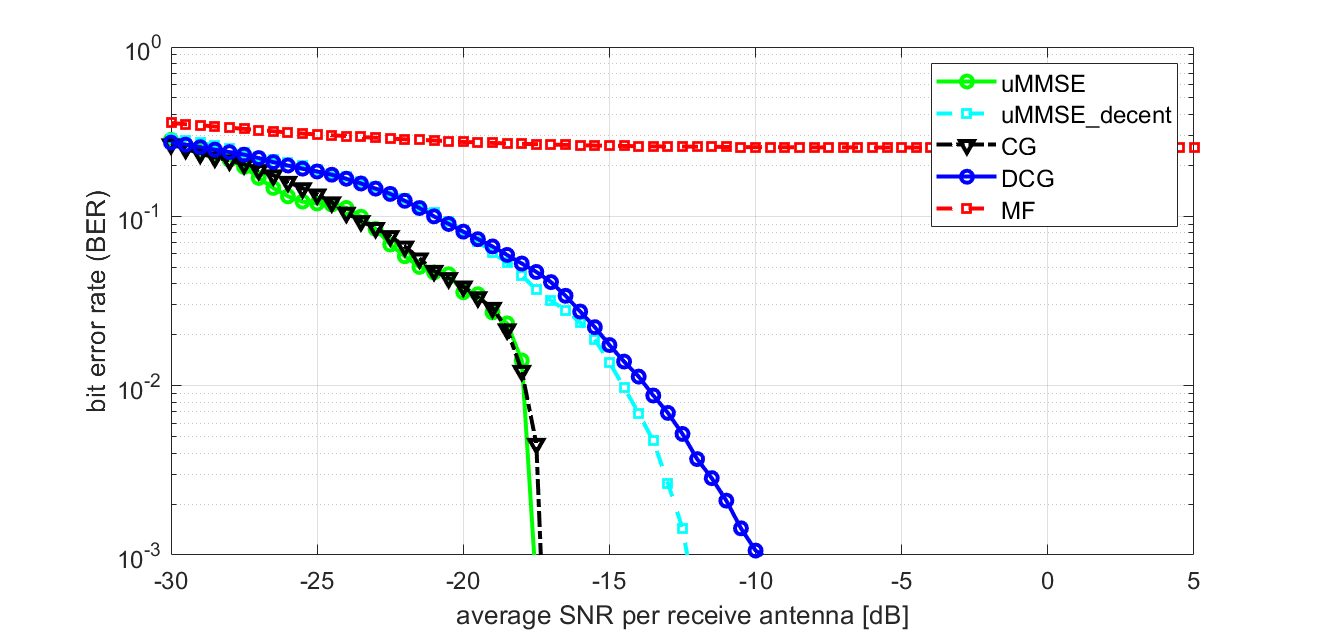 10^0
10^-1
10^-2
10^-3
bit error rate (BER)
uMMSE
uMMSE_decent
CG
DCG
MF
-30 -25 -20 -15 -10 -5 0 5
average SNR per receive antenna [dB]